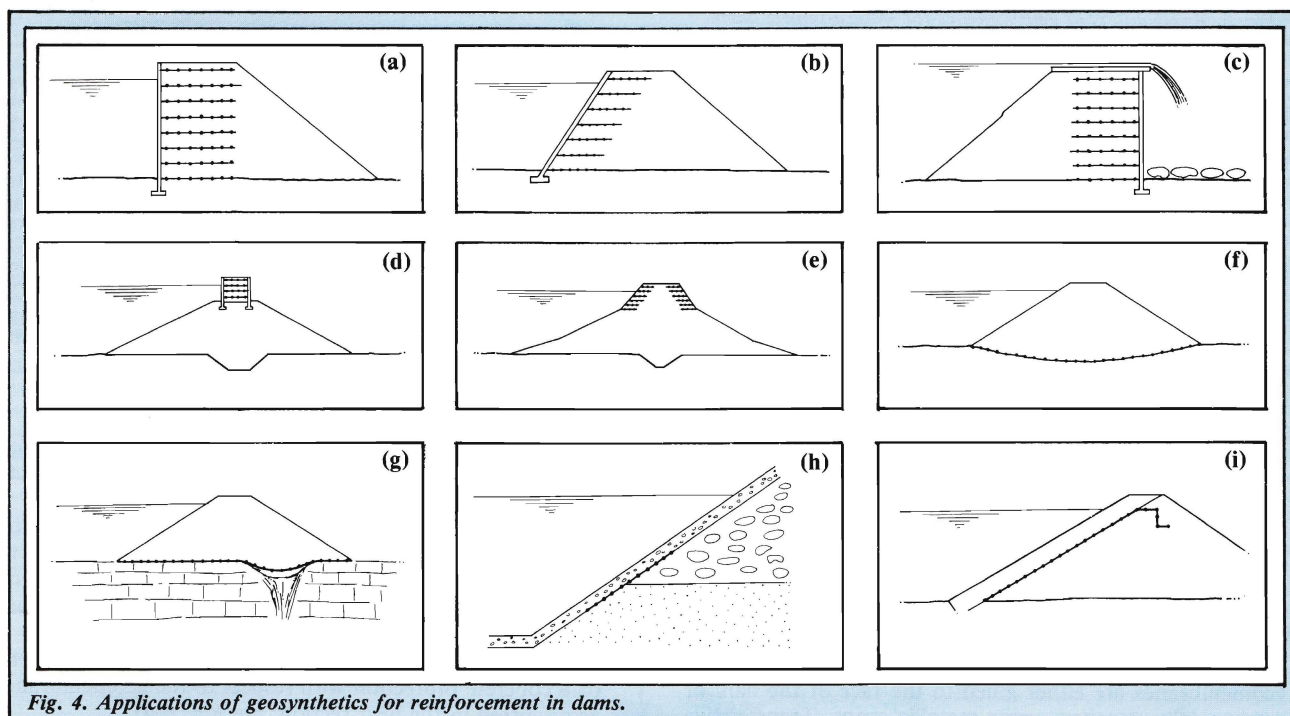 (a)
(b)
(c)
(d)
(e)
(f)
(g)
(h)
(i)
Fig. 4. Applications of geosynthetics for reinforcement in dams.